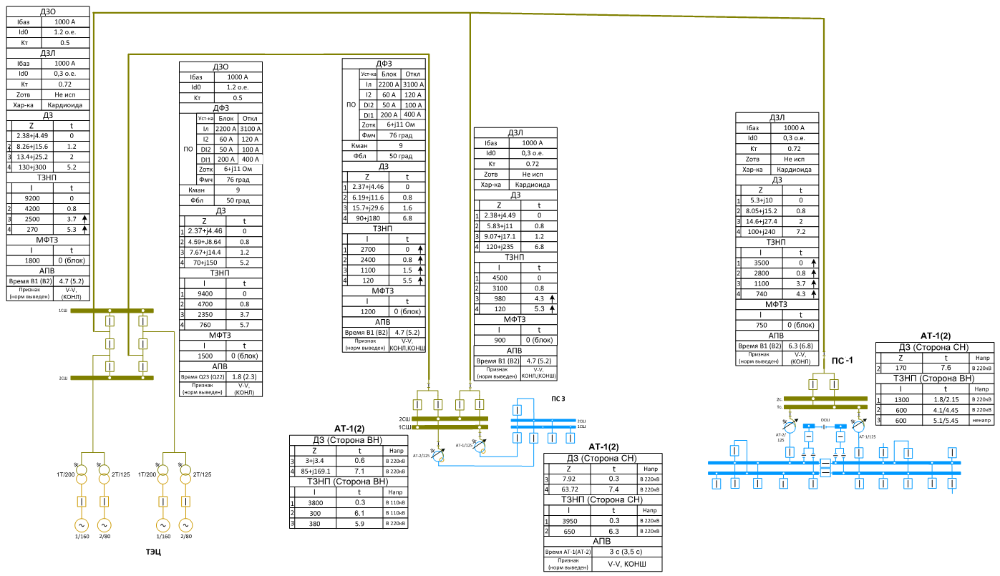 ДЗО
Iбаз 1000 А
Id0 1.2 о.е.
Кт 0.5
ДЗЛ
Iбаз 1000 А
Id0 0,3 о.е.
Кт 0.72
Zотв Не исп
Хар-ка Кардиоида
ДЗ
Z t
2.38+j4.49 0
2 8.26+j15.6 1.2
3 13.4+j25.2 2
4 130+j300 5.2
ТЗНП
I t
9200 0
2 4200 0.8
3 2500 3.7
4 270 5.3
МФТЗ
I t
1800 0 (блок)
АПВ
Время В1 (В2) 4.7 (5.2)
Признак (норм выведен) V-V, (КОНЛ)
ДЗО
Iбаз 1000 А
Id0 1.2 о.е.
Кт 0.5
ДФЗ
ПО
Уст-ка Блок Откл
Iл 2200 А 3100 А
I2 60 А 120 А
DI2 50 А 100 А
DI1 200 А 400 А
Zотк 6+j11 Ом
Фмч 76 град
Кман 9
Фбл 50 град
ДЗ
Z t
1 2.37+j4.46 0
2 4.59+J8.64 0.8
3 7.67+j14.4 1.2
4 70+j150 5.2
ТЗНП
I t
1 9400 0
2 4700 0.8
3 2350 3.7
4 760 5.7
МФТЗ
I t
1500 0 (блок)
АПВ
Время Q23 (Q22) 1.8 (2.3)
Признак (норм выведен) V-V, (КОНЛ)
ДФЗ
ПО
Уст-ка Блок Откл
Iл 2200 А 3100 А
I2 60 А 120 А
DI2 50 А 100 А
DI1 200 А 400 А
Zотк 6+j11 Ом
Фмч 76 град
Кман 9
Фбл 50 град
ДЗ
Z t
1 2.37+j4.46 0
2 6.19+j11.6 0.8
3 15.7+j29.6 1.6
4 90+j180 6.8
ТЗНП
I t
1 2700 0
2 2400 0.8
3 1100 1.5
4 120 5.5
МФТЗ
I t
1200 0 (блок)
АПВ
Время В1 (В2) 4.7 (5.2)
Признак (норм выведен) V-V, КОНЛ,КОНШ
ДЗЛ
Iбаз 1000 А
Id0 0,3 о.е.
Кт 0.72
Zотв Не исп
Хар-ка Кардиоида
ДЗ
Z t
1 2.38+j4.49 0
2 5.83+j11 0.8
3 9.07+j17.1 1.2
4 120+j235 6.8
ТЗНП
I t
1 4500 0
2 3100 0.8
3 980 4.3
4 120 5.3
МФТЗ
I t
900 0 (блок)
АПВ
Время В1 (В2) 4.7 (5.2)
Признак (норм выведен) V-V, КОНЛ,(КОНШ)
ДЗЛ
Iбаз 1000 А
Id0 0,3 о.е.
Кт 0.72
Zотв Не исп
Хар-ка Кардиоида
ДЗ
Z t
1 5.3+j10 0
2 8.05+j15.2 0.8
3 14.6+j27.4 2
4 100+j240 7.2
ТЗНП
I t
1 3500 0
2 2800 0.8
3 1100 3.7
4 740 4.3
МФТЗ
I t
750 0 (блок)
АПВ
Время В1 (В2) 6.3 (6.8)
Признак (норм выведен) V-V, (КОНЛ)
АТ-1(2)
ДЗ (Сторона СН)
Z t Напр
2 170 7.6 В 220кВ
ТЗНП (Сторона ВН)
I t Напр
1 1300 1.8/2.15 В 220кВ
2 600 4.1/4.45 В 220кВ
3 600 5.1/5.45 ненапр
ПС -1
2с.
1с.
АТ-2/125
АТ-1/125
ОСШ
1СШ
2СШ
1Т/200 2Т/125 1Т/200 2Т/125
1/160 2/80 1/160 2/80
ТЭЦ
2СШ
1СШ
АТ-2/125
АТ-1/125
ПС 3
2СШ
1СШ
АТ-1(2)
ДЗ (Сторона ВН)
Z t Напр
3 3+j3.4 0.6 В 220кВ
4 85+j169.1 7.1 В 220кВ
ТЗНП (Сторона ВН)
I t Напр
1 3800 0.3 В 110кВ
2 300 6.1 В 110кВ
3 380 5.9 В 220кВ
АТ-1(2)
ДЗ (Сторона СН)
Z t Напр
3 7.92 0.3 В 220кВ
4 63.72 7.4 В 220кВ
ТЗНП (Сторона СН)
I t Напр
1 3950 0.3 В 220кВ
2 650 6.3 В 220кВ
АПВ
Время АТ-1(АТ-2) 3 с (3,5 с)
Признак (норм выведен) V-V, КОНШ